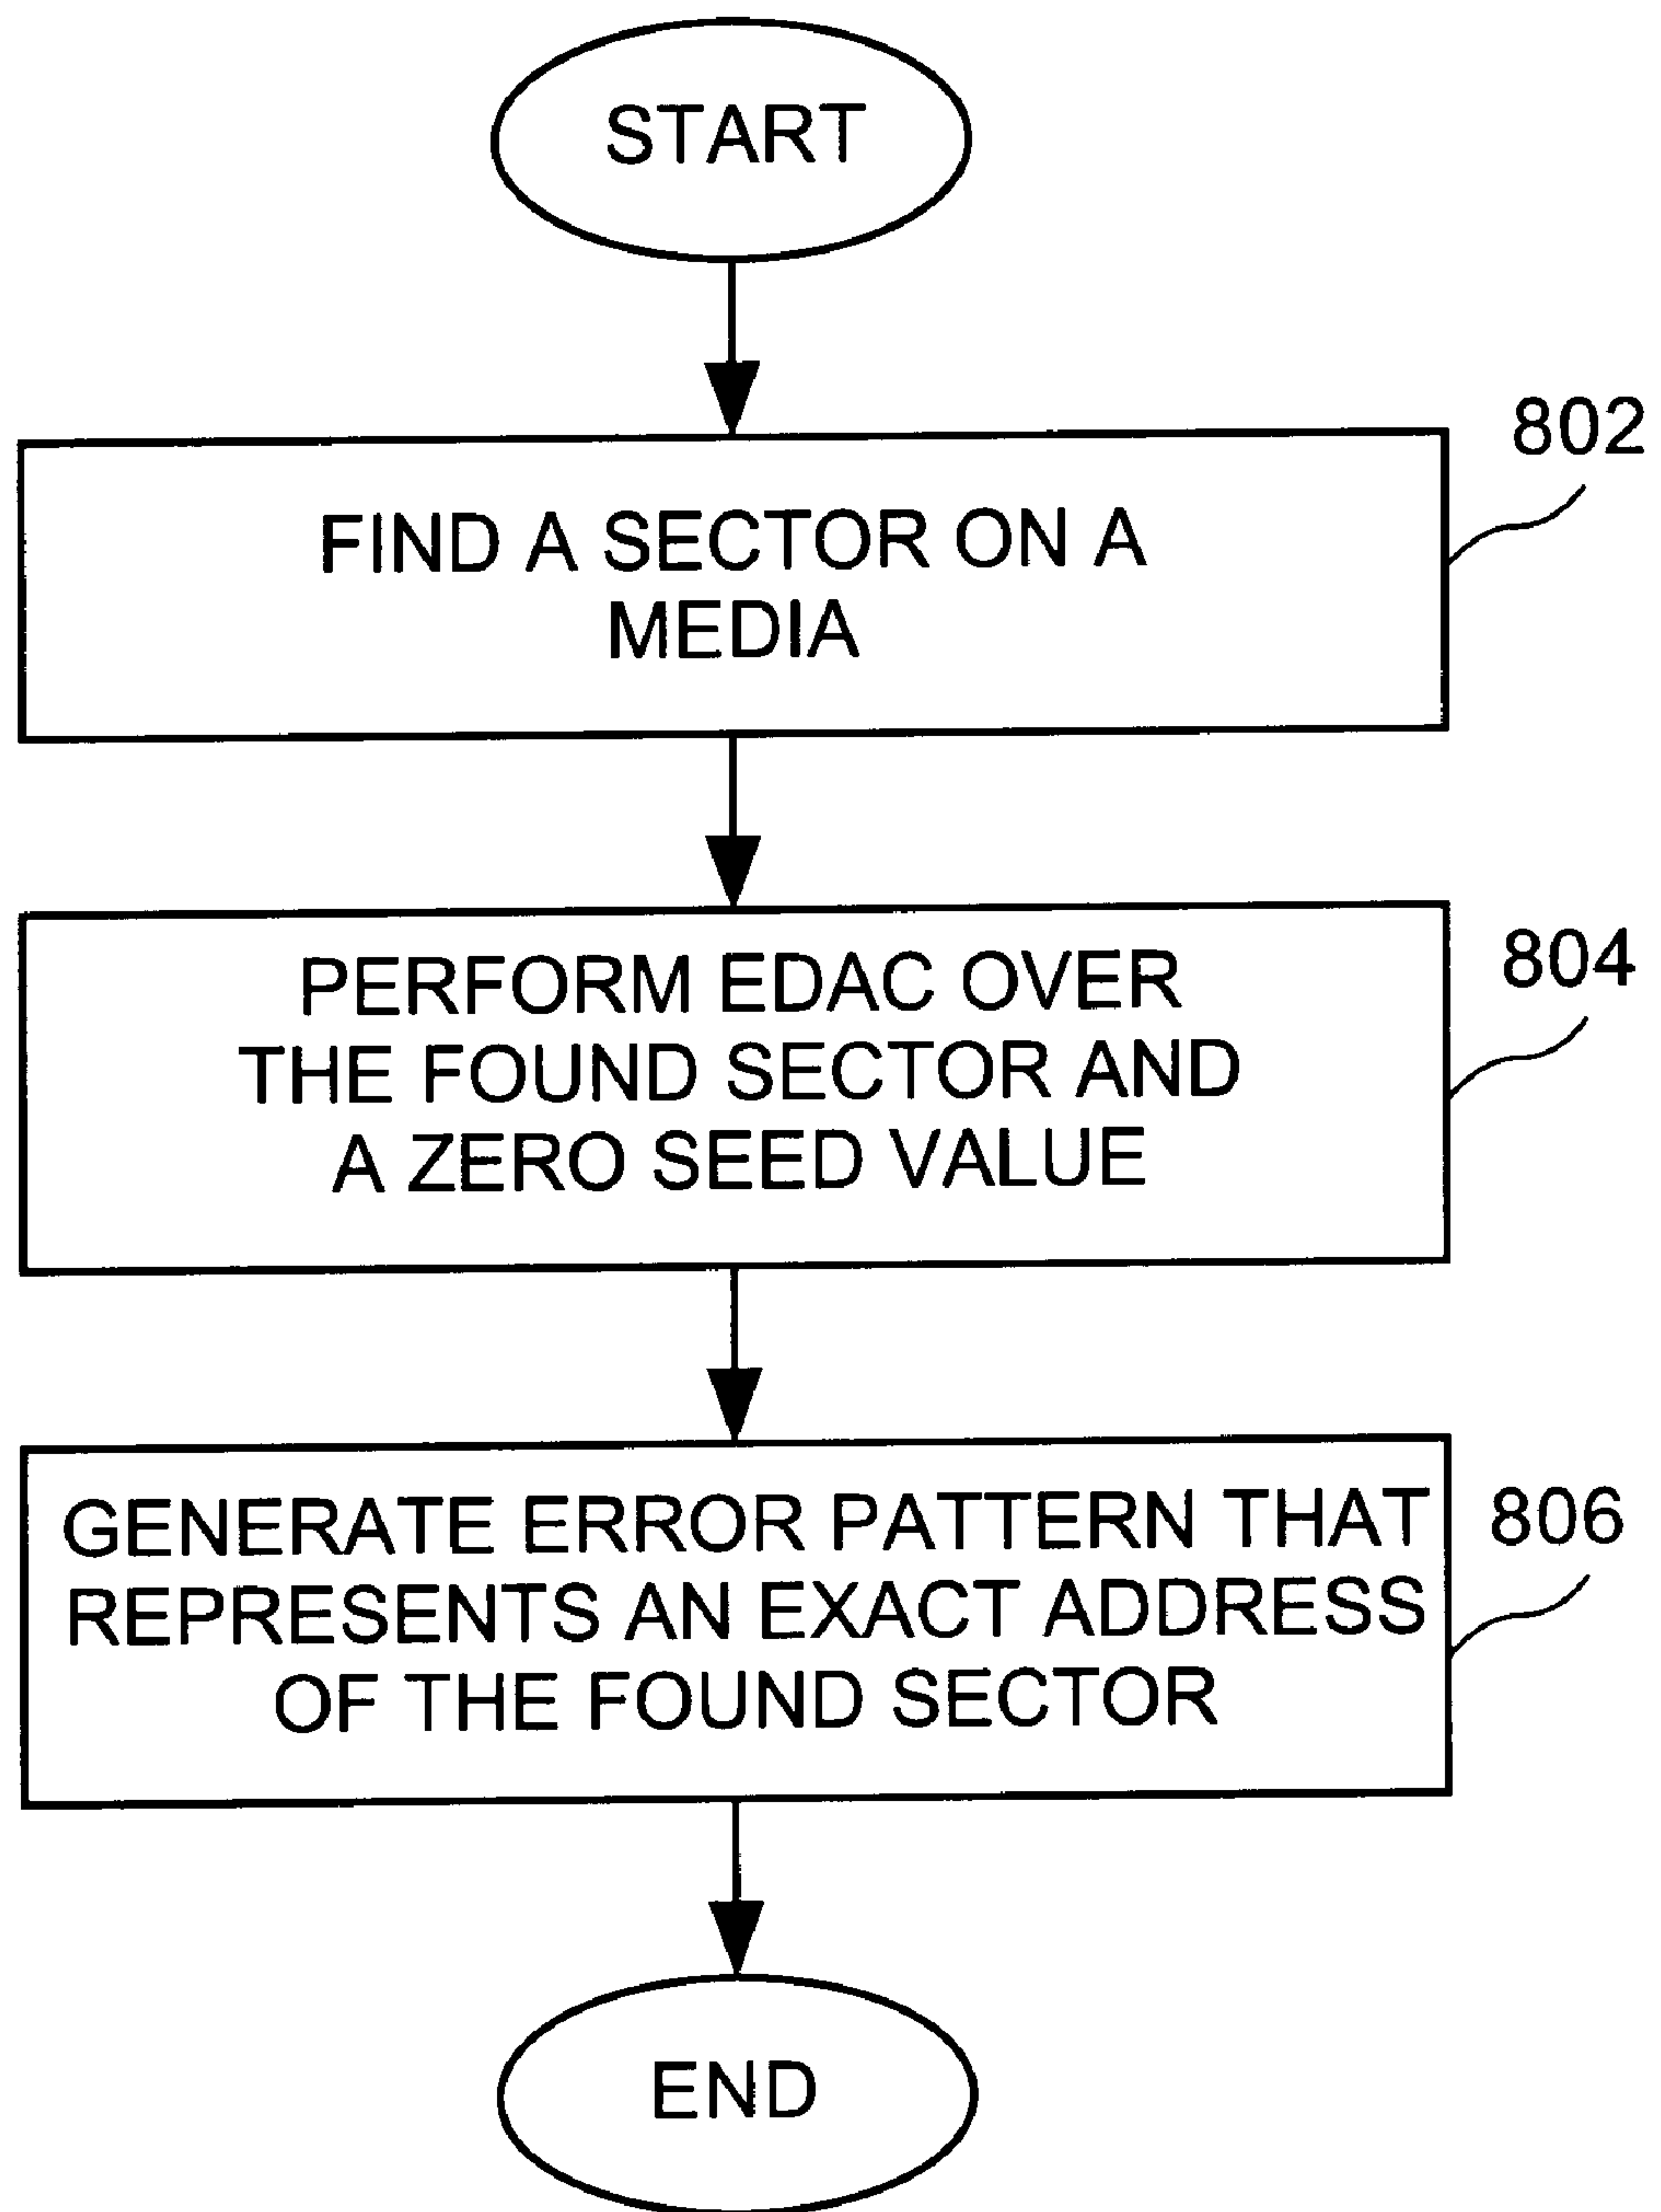 START
802
FIND A SECTOR ON A
MEDIA
804
PERFORM EDAC OVER
THE FOUND SECTOR AND
A ZERO SEED VALUE
806
GENERATE ERROR PATTERN THAT
REPRESENTS AN EXACT ADDRESS
OF THE FOUND SECTOR
END